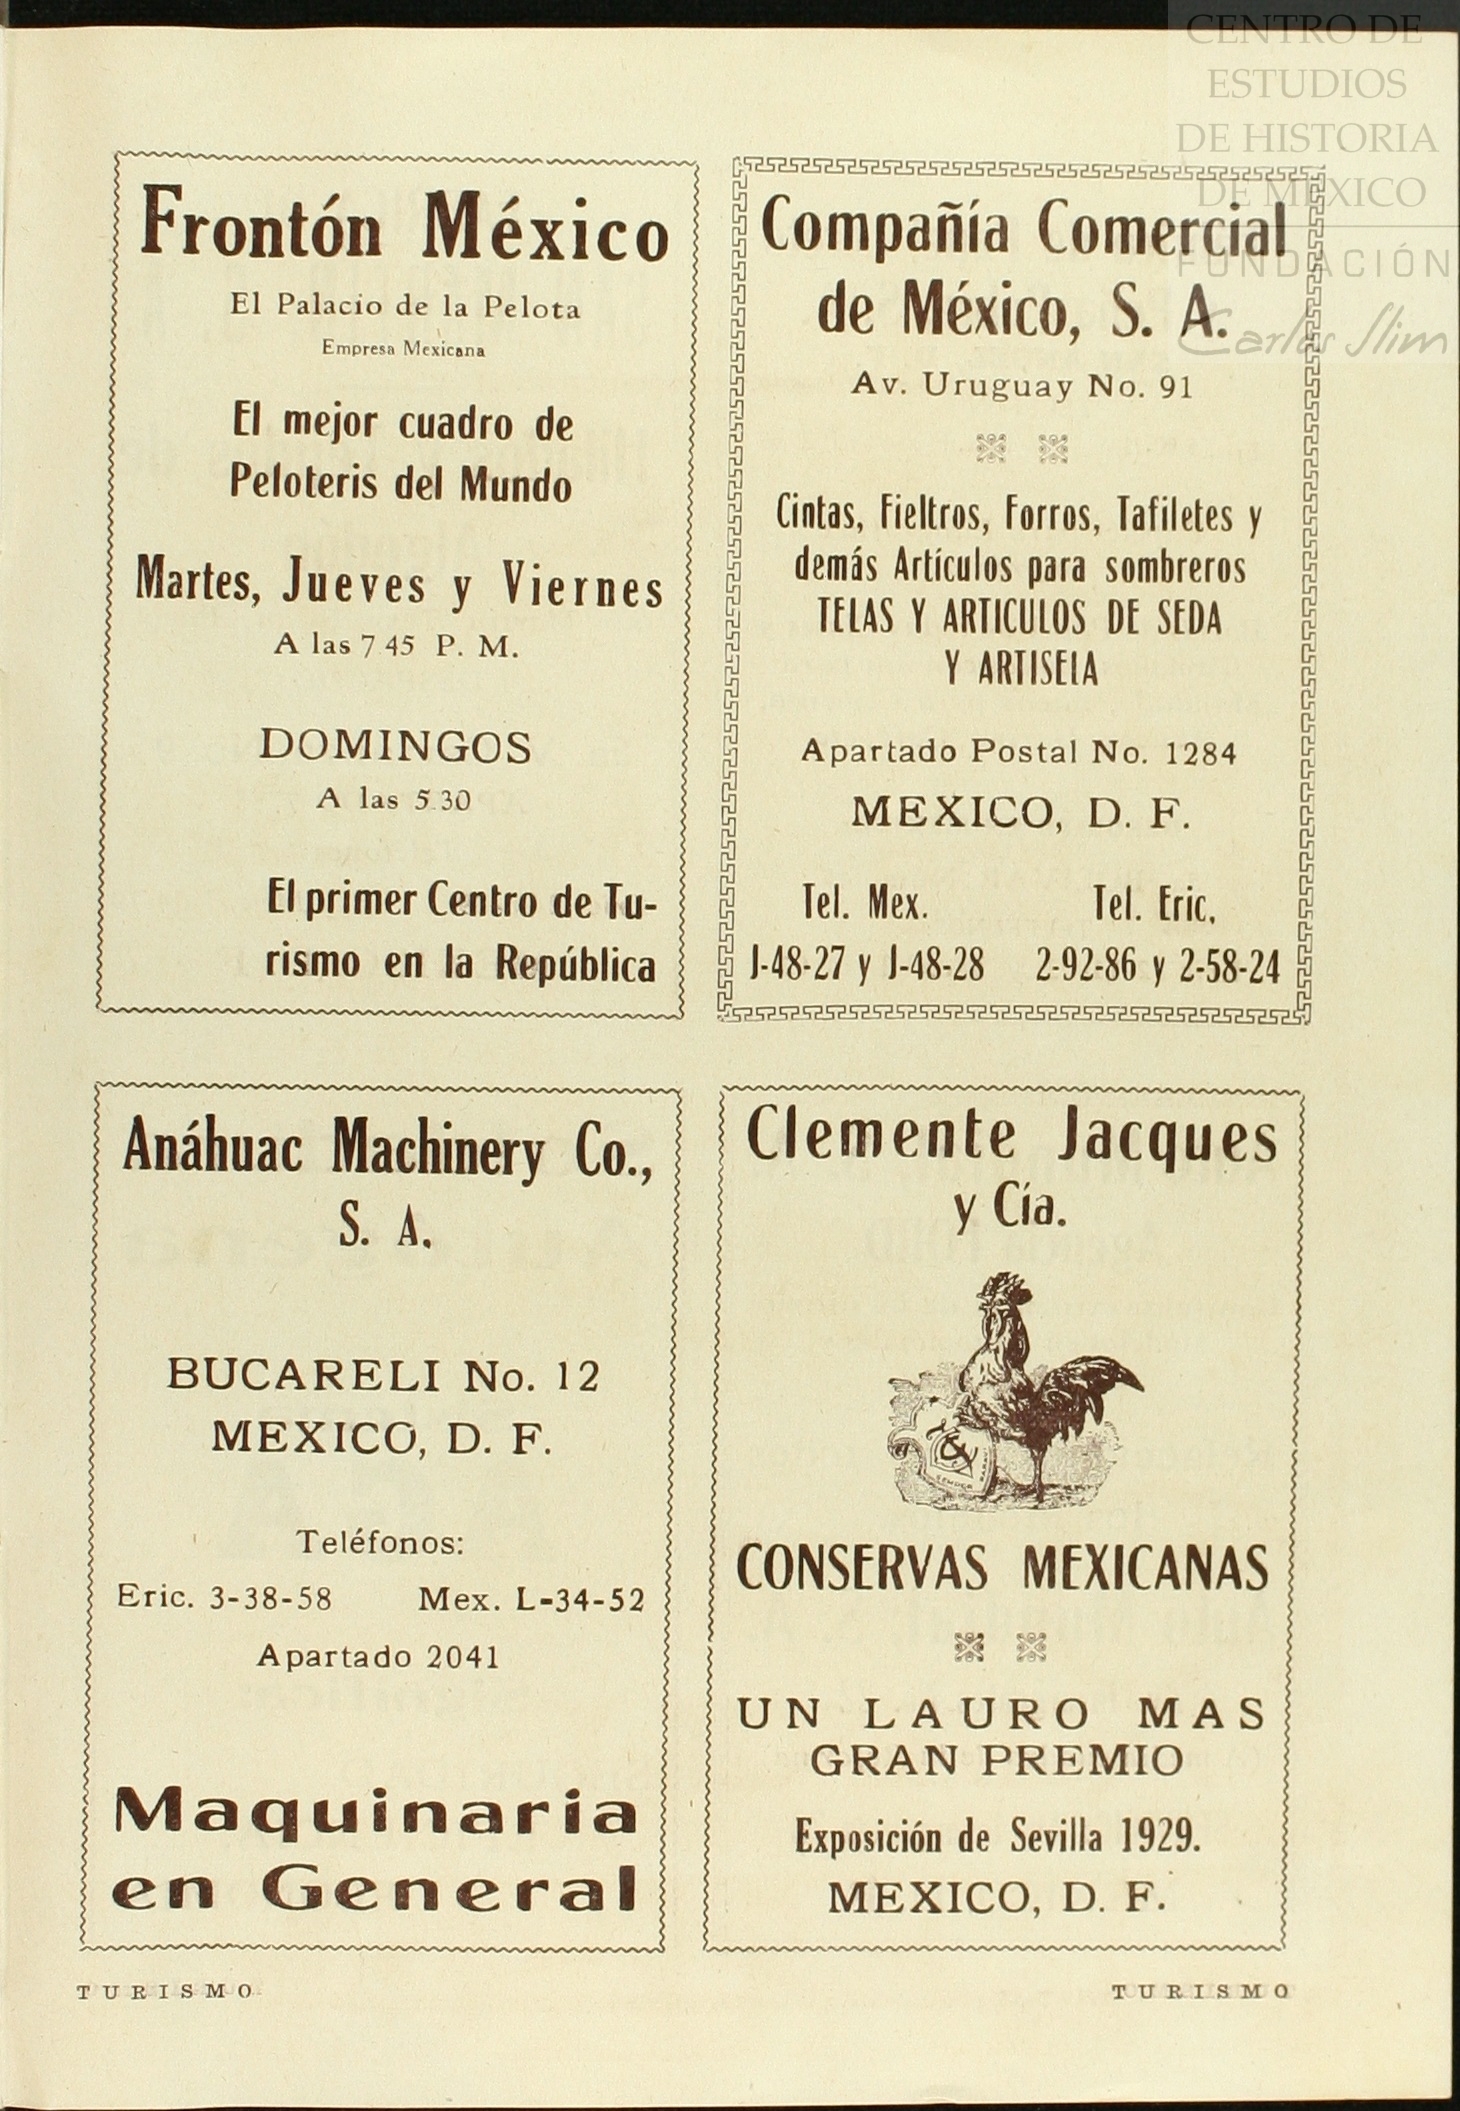 CENTRO DE
ESTUDIOS
DE HISTORIA
DE MÉXICO
FUNDACIÓN
Carlos Slim
Frontón México
El Palacio de la Pelota
Empresa Mexicana
El mejor cuadro de
Peloteris del Mundo
Martes, Jueves y Viernes
A las 7.45 P. M.
DOMINGOS
A las 5.30
El primer Centro de Tu-
rismo en la República
Compañía Comercial
de México, S. A.
Av. Uruguay No. 91
Cintas, Fieltros, Forros, Tafiletes y
demás Artículos para sombreros
TELAS Y ARTICULOS DE SEDA
Y ARTISELA
Apartado Postal No. 1284
MEXICO, D. F.
Tel. Mex. Tel. Eric.
J-48-27 y J-48-28 2-92-86 y 2-58-24
Anáhuac Machinery Co.,
S. A.
BUCARELI No. 12
MEXICO, D. F.
Teléfonos:
Eric. 3-38-58 Mex. L-34-52
Apartado 2041
Maquinaria
en General
Clemente Jacques
y Cía.
CONSERVAS MEXICANAS
UN LAURO MAS
GRAN PREMIO
Exposición de Sevilla 1929.
MEXICO, D. F.
TURISMO TURISMO